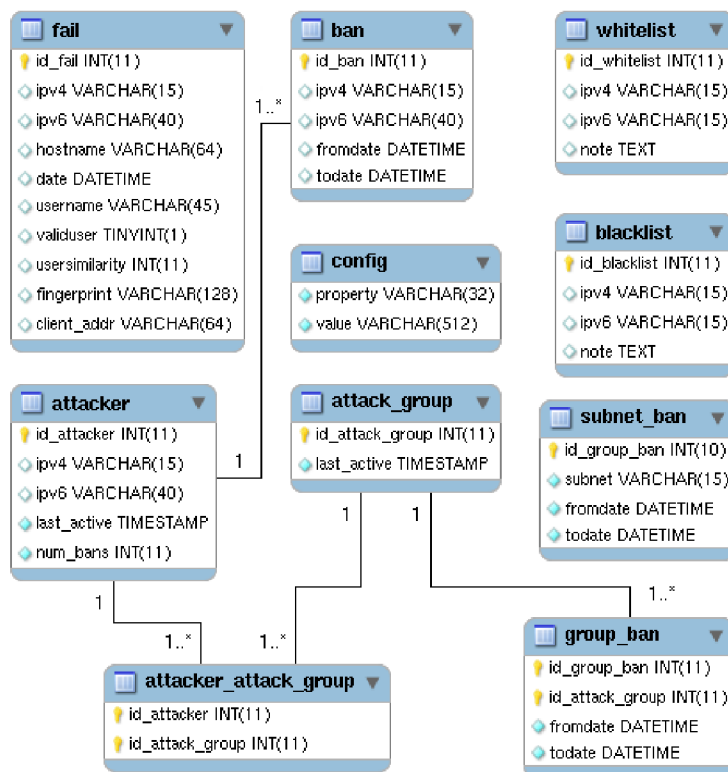 fail
id_fail INT(11)
ipv4 VARCHAR(15)
ipv6 VARCHAR(40)
hostname VARCHAR(64)
date DATETIME
username VARCHAR(45)
validuser TINYINT(1)
usersimilarity INT(11)
fingerprint VARCHAR(128)
client_addr VARCHAR(64)
ban
id_ban INT(11)
ipv4 VARCHAR(15)
ipv6 VARCHAR(40)
fromdate DATETIME
todate DATETIME
1..*
whitelist
id_whitelist INT(11)
ipv4 VARCHAR(15)
ipv6 VARCHAR(15)
note TEXT
config
property VARCHAR(32)
value VARCHAR(512)
blacklist
id_blacklist INT(11)
ipv4 VARCHAR(15)
ipv6 VARCHAR(15)
note TEXT
attacker
id_attacker INT(11)
ipv4 VARCHAR(15)
ipv6 VARCHAR(40)
last_active TIMESTAMP
num_bans INT(11)
1
attack_group
id_attack_group INT(11)
last_active TIMESTAMP
subnet_ban
id_group_ban INT(10)
subnet VARCHAR(15)
fromdate DATETIME
todate DATETIME
1
1
1
1..*
1..*
1..*
attacker_attack_group
id_attacker INT(11)
id_attack_group INT(11)
group_ban
id_group_ban INT(11)
id_attack_group INT(11)
fromdate DATETIME
todate DATETIME